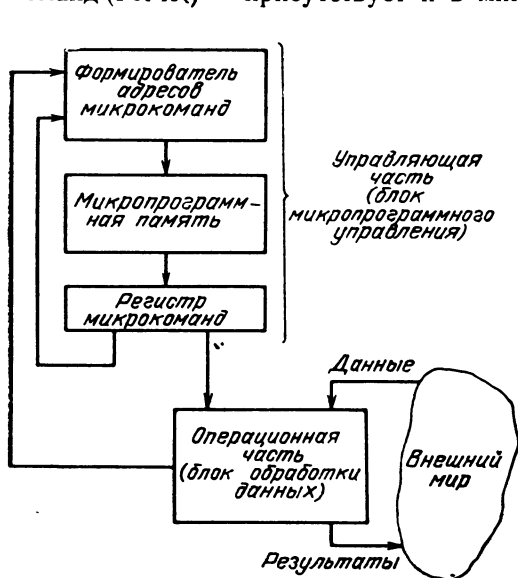 присутствует и в
Формирователь
адресов
микрокоманд
Управляющая
часть
(блок
микропрограммного
управления)
Микропрограмм-
ная память
Регистр
микрокоманд
Данные
Операционная
часть
(блок обработки
данных)
Внешний
мир
Результаты